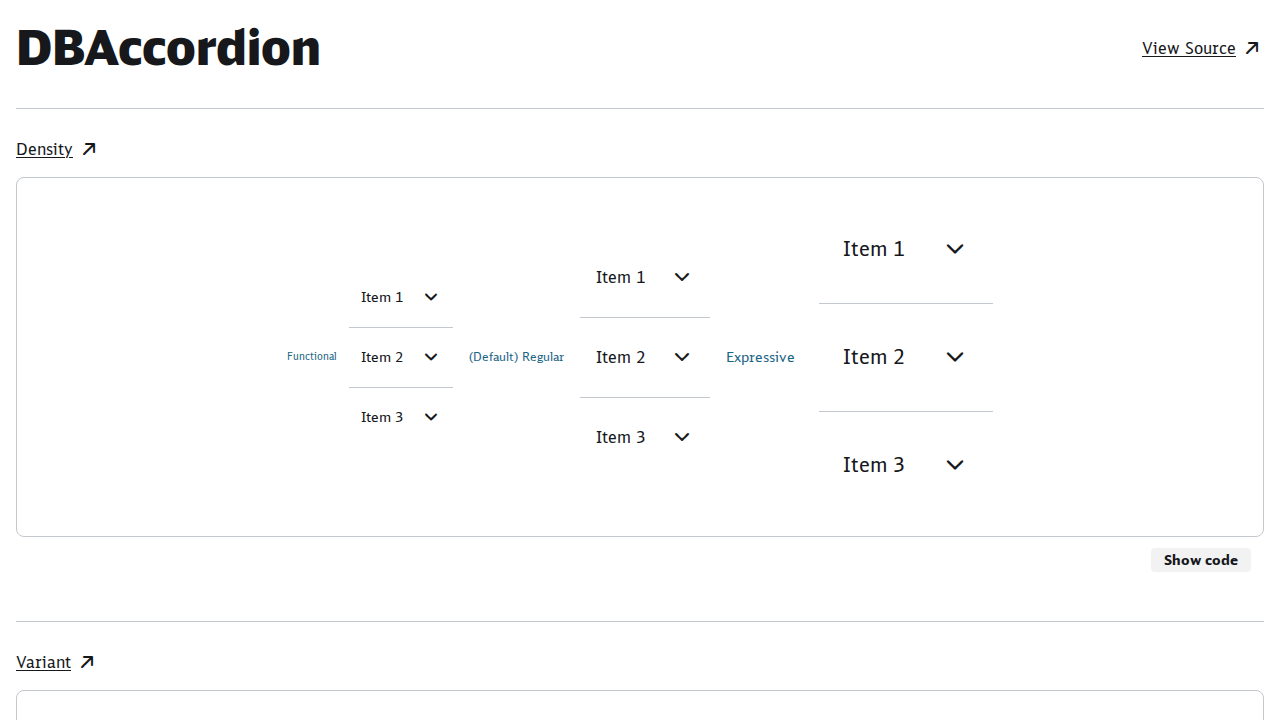 DBAccordion
View Source
Density
Functional
Item 1
Item 2
Item 3
(Default) Regular
Item 1
Item 2
Item 3
Expressive
Item 1
Item 2
Item 3
Show code
Variant